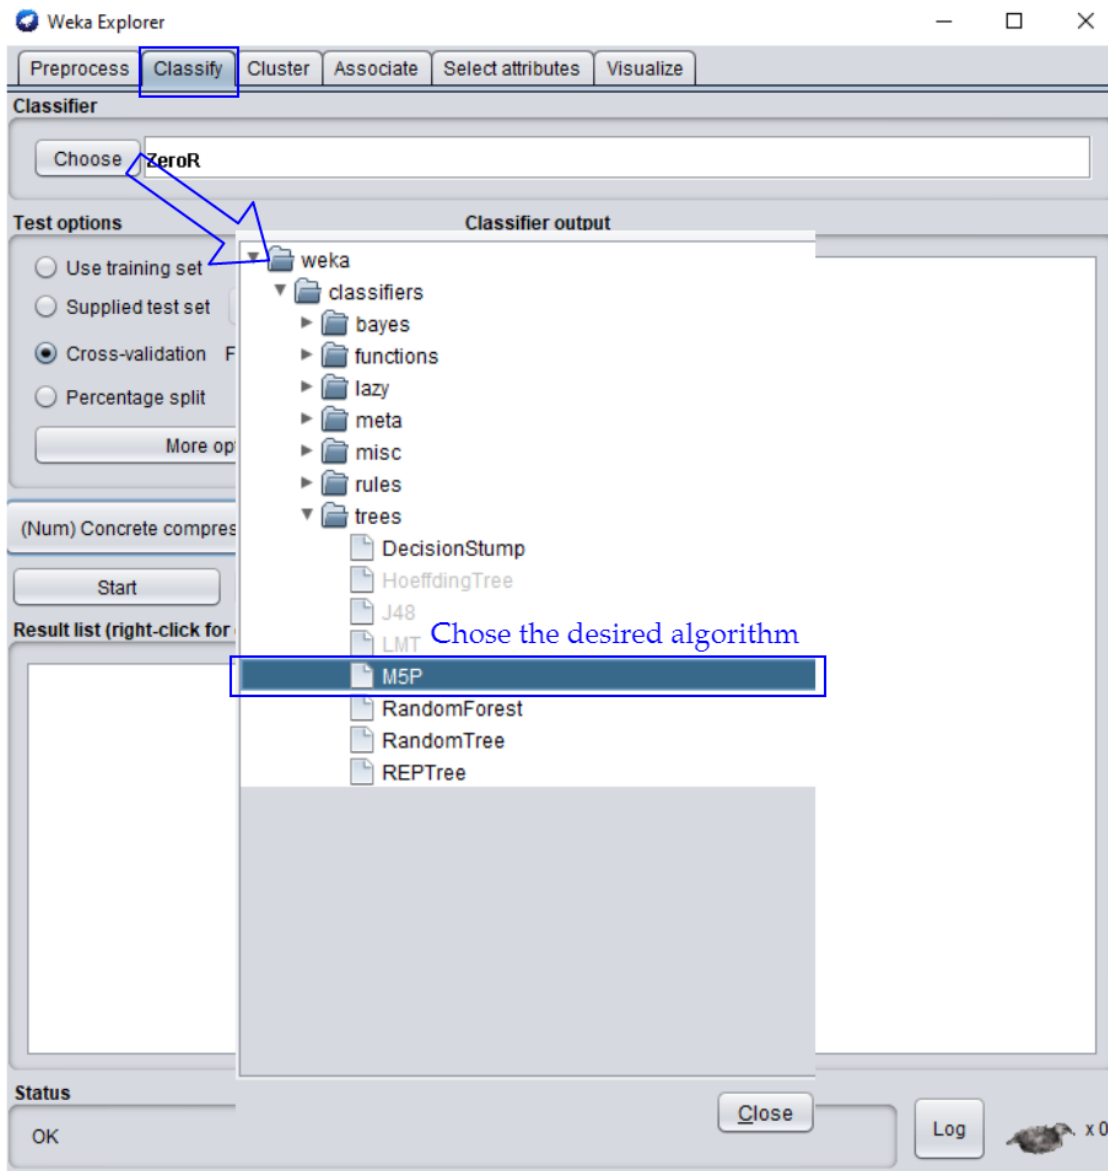 Weka Explorer
Preprocess Classify Cluster Associate Select attributes Visualize
Classifier
Choose ZeroR
Test options Classifier output
Use training set
Supplied test set
Cross-validation F
Percentage split
More op
(Num) Concrete compres
Start
Result list (right-click for
weka
classifiers
bayes
functions
lazy
meta
misc
rules
trees
DecisionStump
HoeffdingTree
J48
LMT
Chose the desired algorithm
M5P
RandomForest
RandomTree
REPTree
Close
Status
OK
Log
x 0